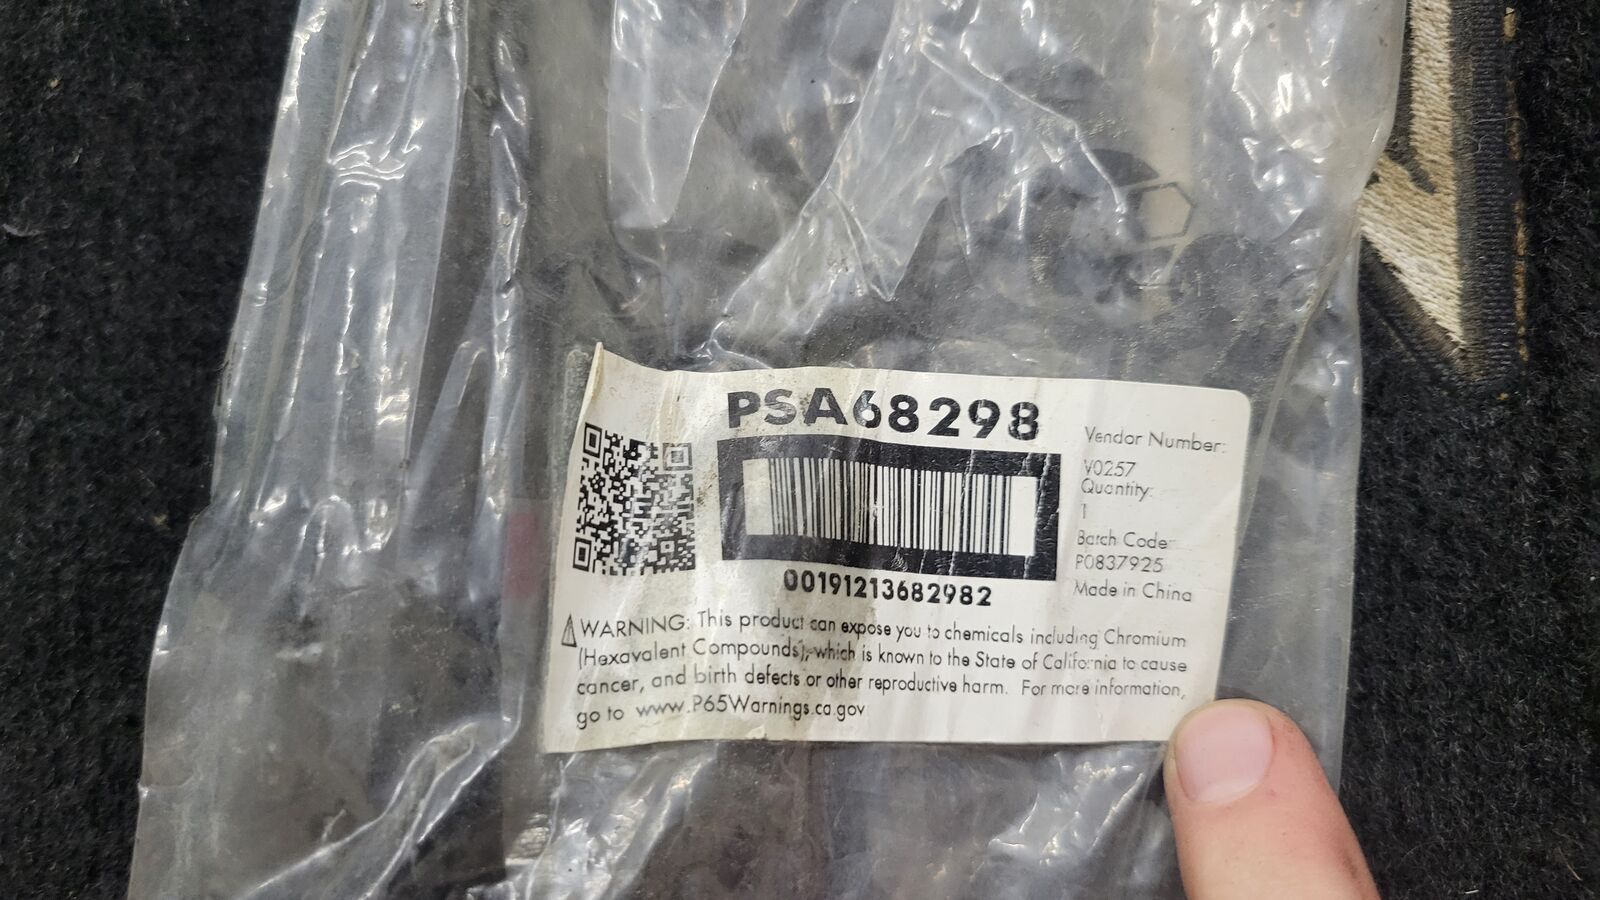 PSA68298
00191213682982
Vendor Number:
V0257
Quantity:
1
Batch Code:
P0837925
Made in China
WARNING: This product can expose you to chemicals including Chromium
(Hexavalent Compounds), which is known to the State of California to cause
cancer, and birth defects or other reproductive harm. For more information,
go to www.P65Warnings.ca.gov